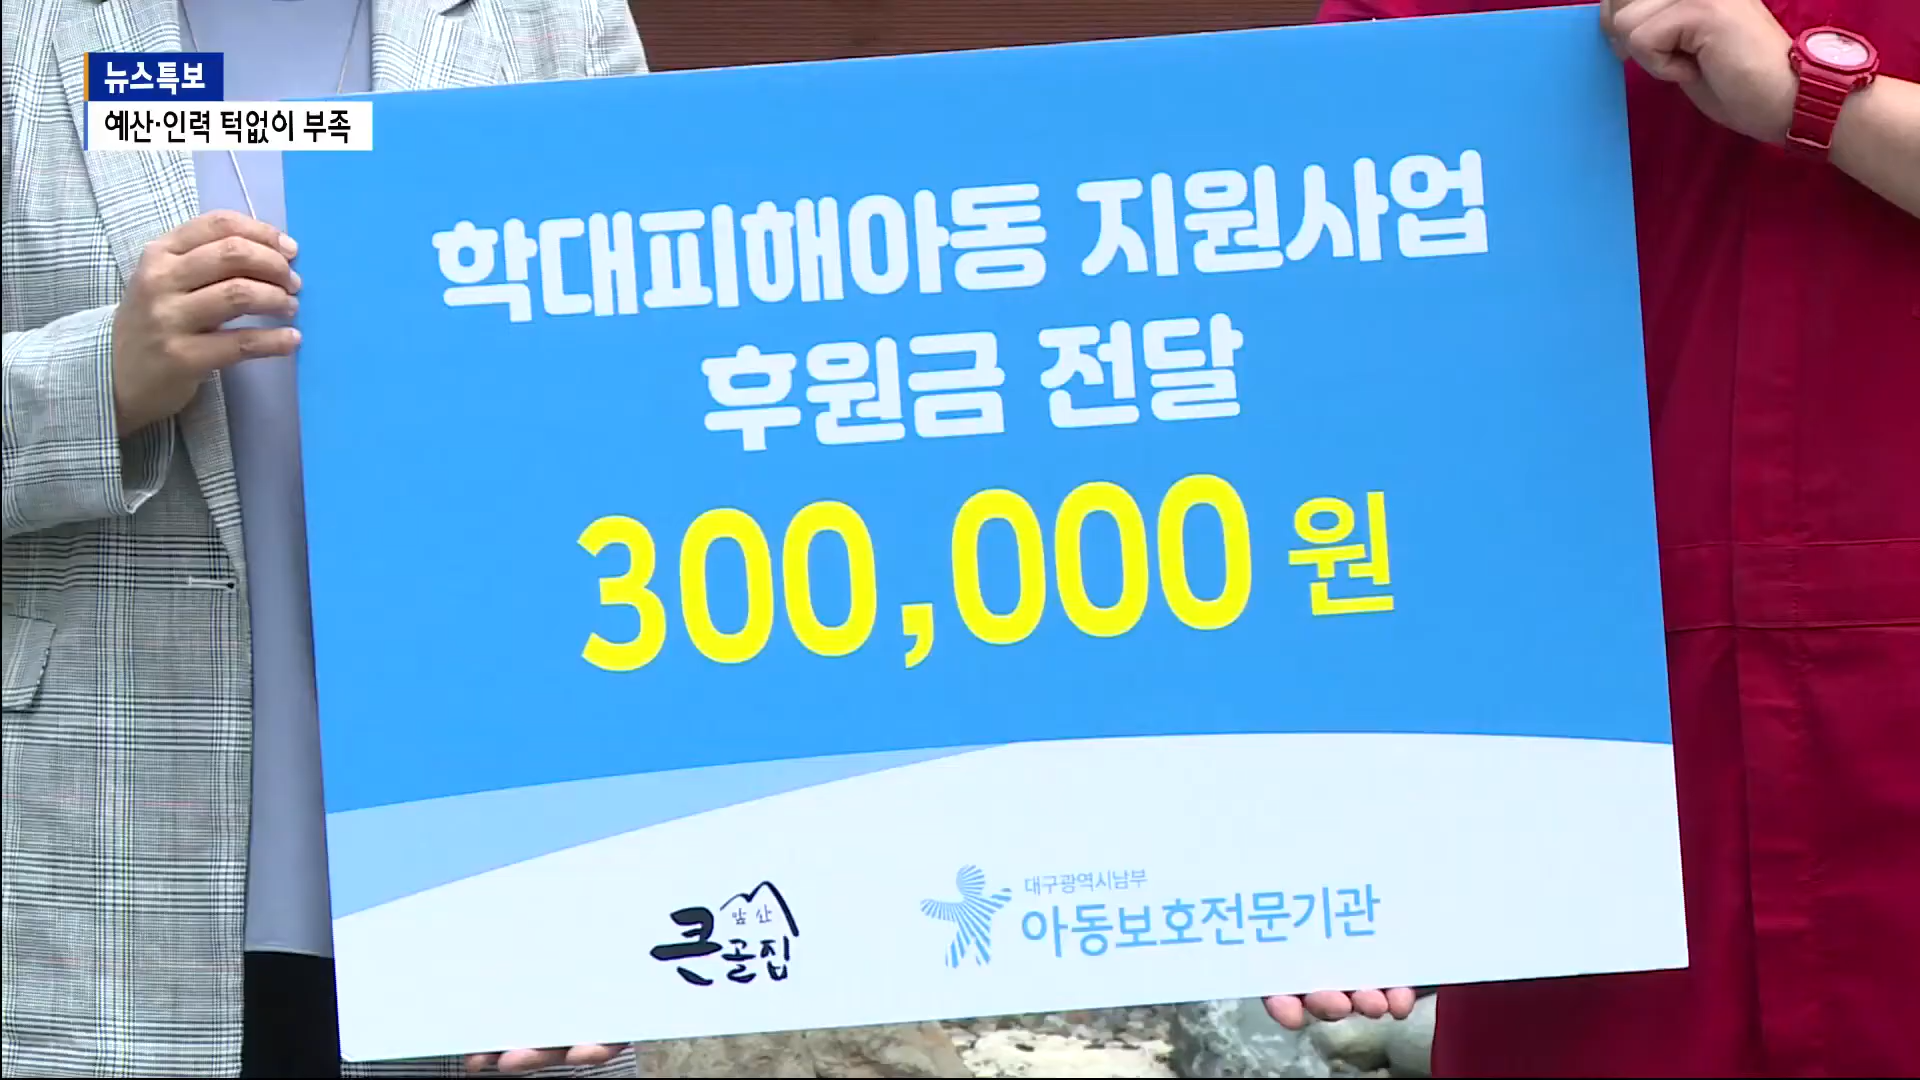 뉴스특보
예산·인력 턱없이 부족
학대피해아동 지원사업
후원금 전달
300,000 원
앞산
큰골집
대구광역시남부
아동보호전문기관